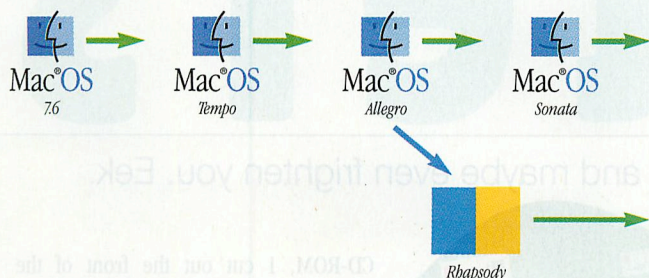 Mac®OS Mac®OS Mac®OS Mac®OS
7.6 Tempo Allegro Sonata
and maybe even frighten you. Eek.
CD-ROM, I cut out the front of the
Rhapsody